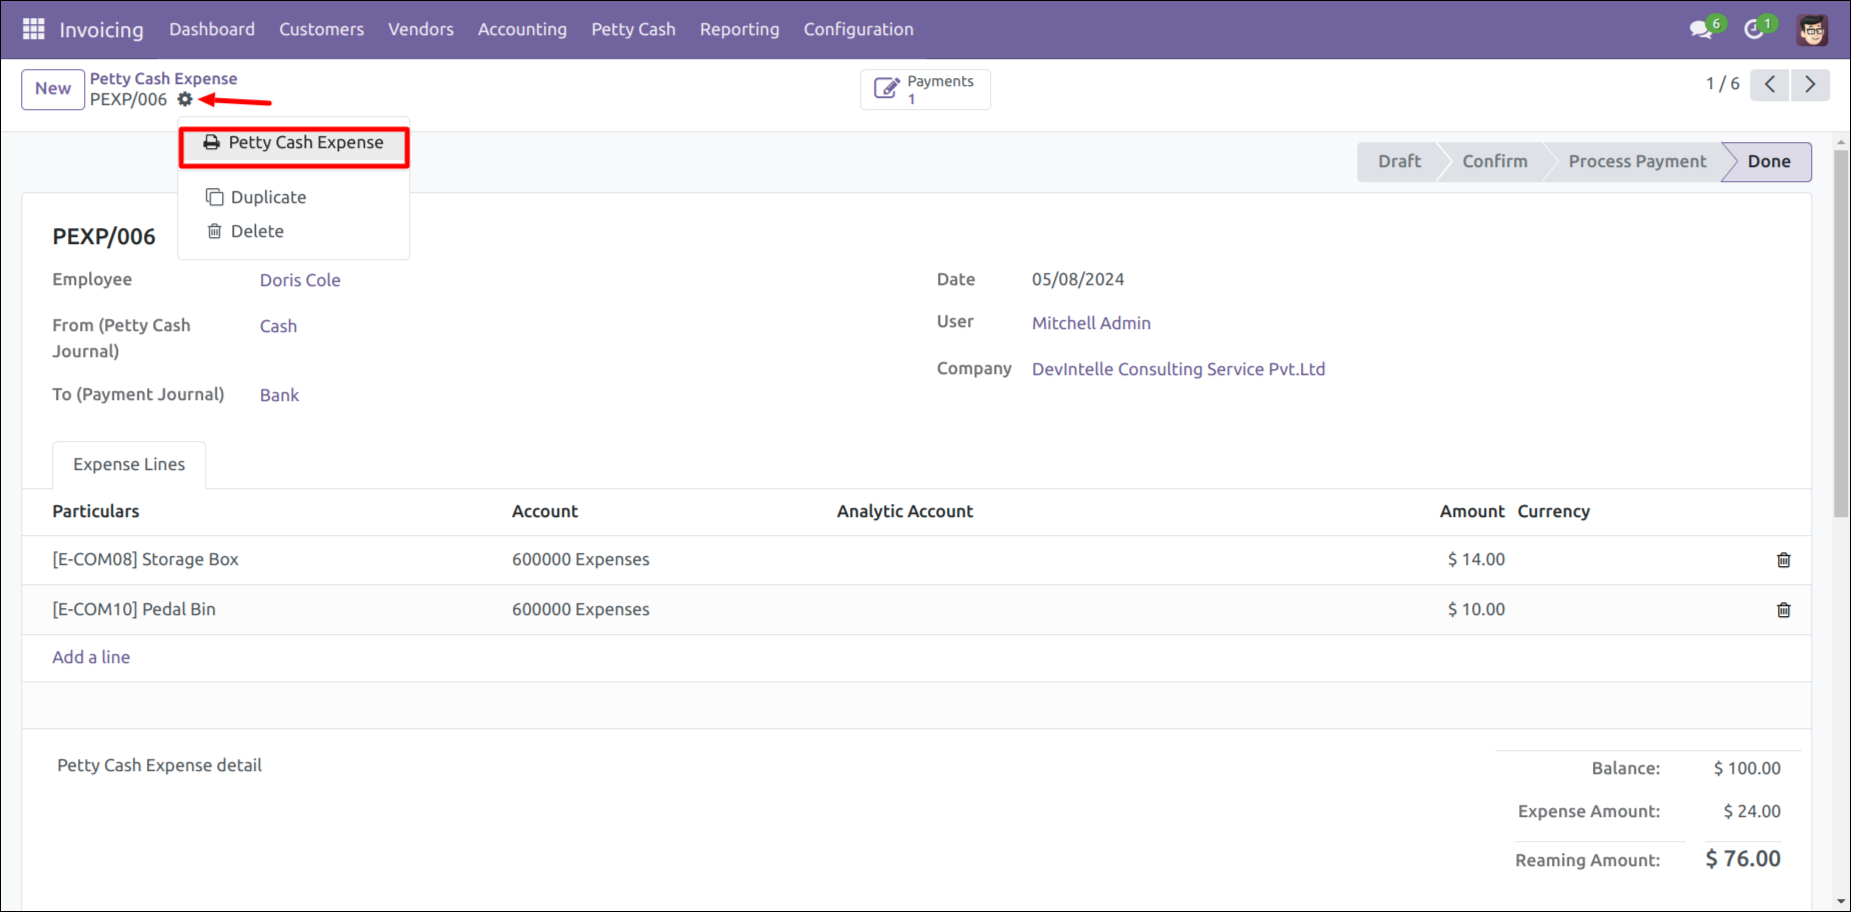 Invoicing Dashboard Customers Vendors Accounting Petty Cash Reporting Configuration 6 1
New Petty Cash Expense
PEXP/006
Payments
1
1 / 6
Petty Cash Expense
Duplicate
Delete
Draft Confirm Process Payment Done
PEXP/006
Employee Doris Cole
From (Petty Cash
Journal) Cash
To (Payment Journal) Bank
Date 05/08/2024
User Mitchell Admin
Company DevIntelle Consulting Service Pvt.Ltd
Expense Lines
Particulars Account Analytic Account Amount Currency
[E-COM08] Storage Box 600000 Expenses $ 14.00
[E-COM10] Pedal Bin 600000 Expenses $ 10.00
Add a line
Petty Cash Expense detail
Balance: $ 100.00
Expense Amount: $ 24.00
Reaming Amount: $ 76.00